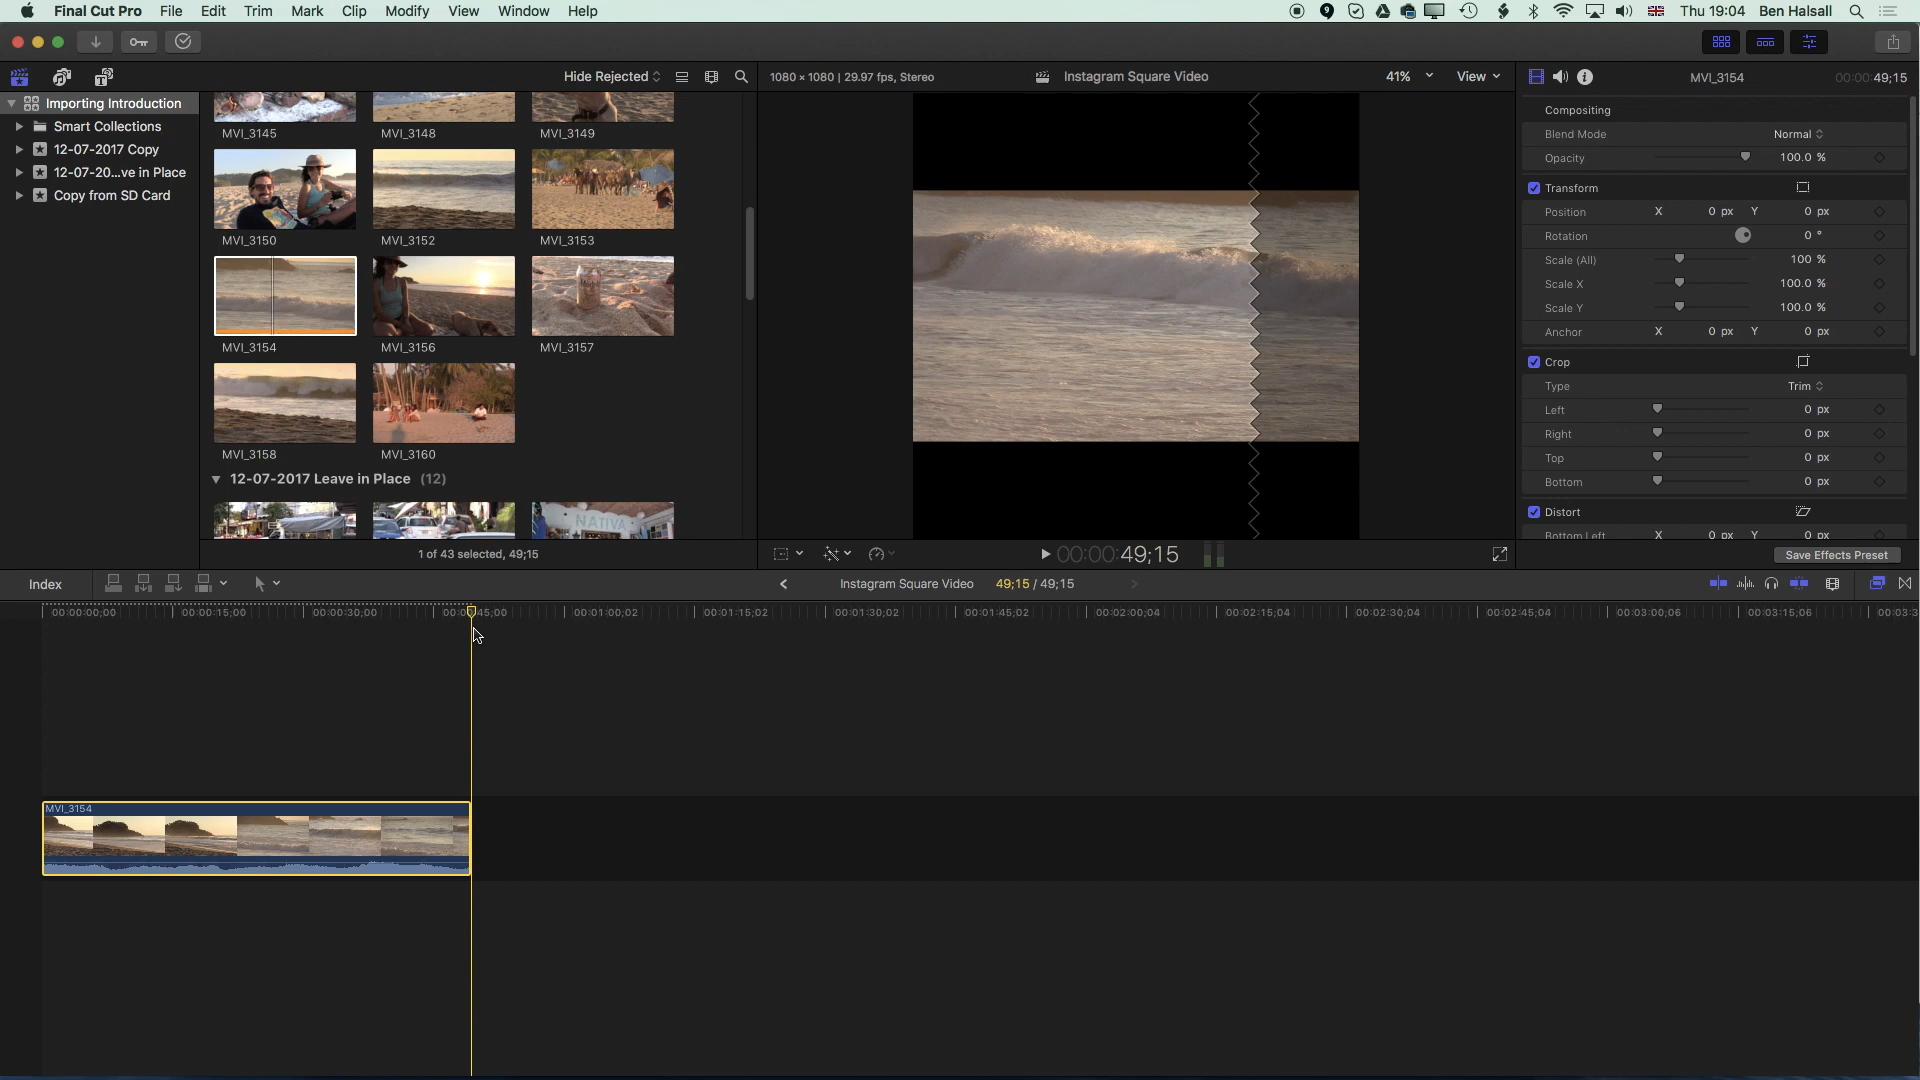 Final Cut Pro File Edit Trim Mark Clip Modify View Window Help 9 Thu 19:04 Ben Halsall
Hide Rejected 1080 × 1080 | 29.97 fps, Stereo Instagram Square Video 41% View MVI_3154 00:00:49;15
Importing Introduction
Smart Collections
12-07-2017 Copy
12-07-20...ve in Place
Copy from SD Card
MVI_3145 MVI_3148 MVI_3149
MVI_3150 MVI_3152 MVI_3153
MVI_3154 MVI_3156 MVI_3157
MVI_3158 MVI_3160
12-07-2017 Leave in Place (12)
NATIVA
1 of 43 selected, 49;15
00:00:49;15
Compositing
Blend Mode Normal
Opacity 100.0 %
Transform
Position X 0 px Y 0 px
Rotation 0 °
Scale (All) 100 %
Scale X 100.0 %
Scale Y 100.0 %
Anchor X 0 px Y 0 px
Crop
Type Trim
Left 0 px
Right 0 px
Top 0 px
Bottom 0 px
Distort
Bottom Left X 0 px Y 0 px
Save Effects Preset
Index Instagram Square Video 49;15 / 49;15
00:00:00;00 00:00:15;00 00:00:30;00 00:00:45;00 00:01:00;02 00:01:15;02 00:01:30;02 00:01:45;02 00:02:00;04 00:02:15;04 00:02:30;04 00:02:45;04 00:03:00;06 00:03:15;06 00:03:3
MVI_3154